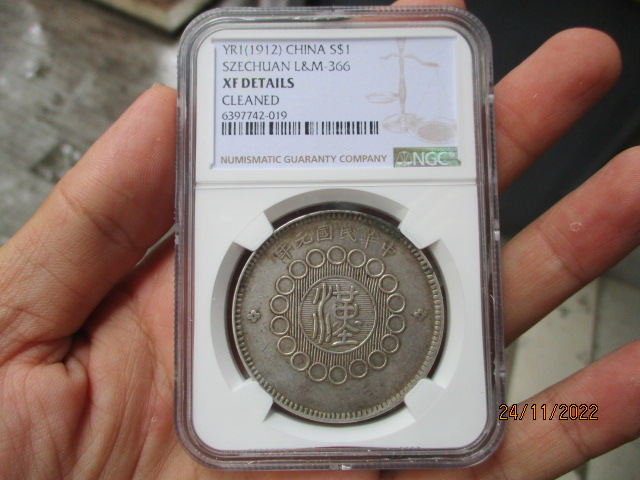 YR1(1912) CHINA S$1
SZECHUAN L&M-366
XF DETAILS
CLEANED
6397742-019
NUMISMATIC GUARANTY COMPANY
NGC
年元國民華中
漢
24/11/2022